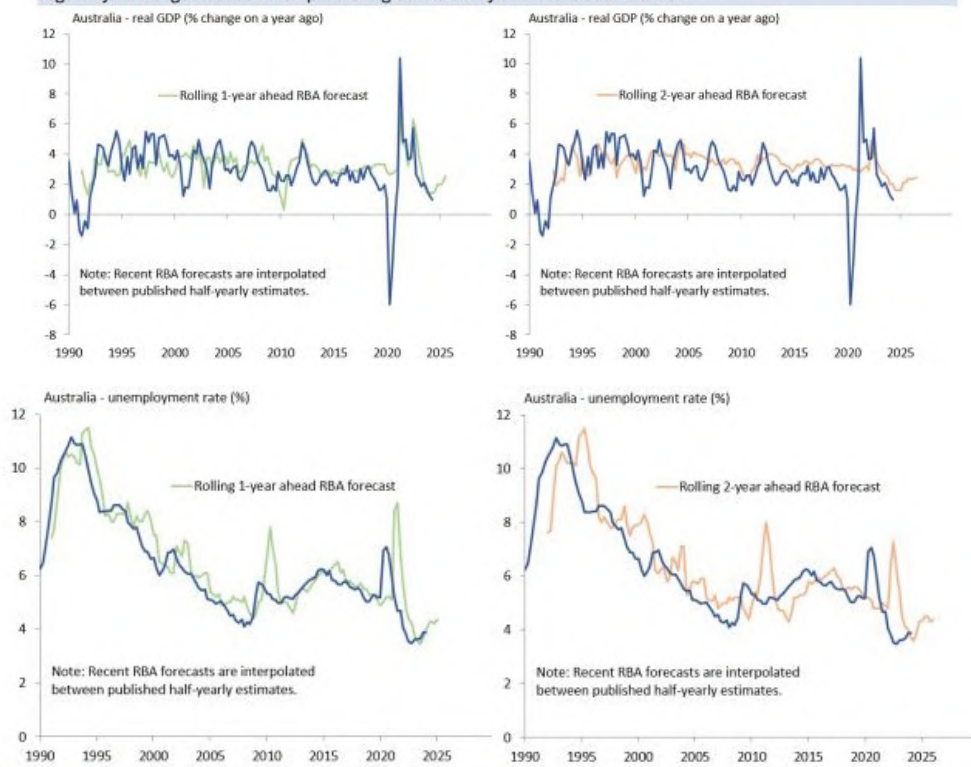 Australia - real GDP (% change on a year ago)
12
10
8
6
4
2
0
-2
-4
-6
-8
Rolling 1-year ahead RBA forecast
Note: Recent RBA forecasts are interpolated
between published half-yearly estimates.
1990 1995 2000 2005 2010 2015 2020 2025
Australia - real GDP (% change on a year ago)
12
10
8
6
4
2
0
-2
-4
-6
-8
Rolling 2-year ahead RBA forecast
Note: Recent RBA forecasts are interpolated
between published half-yearly estimates.
1990 1995 2000 2005 2010 2015 2020 2025
Australia - unemployment rate (%)
12
10
8
6
4
2
0
Rolling 1-year ahead RBA forecast
Note: Recent RBA forecasts are interpolated
between published half-yearly estimates.
1990 1995 2000 2005 2010 2015 2020 2025
Australia - unemployment rate (%)
12
10
8
6
4
2
0
Rolling 2-year ahead RBA forecast
Note: Recent RBA forecasts are interpolated
between published half-yearly estimates.
1990 1995 2000 2005 2010 2015 2020 2025